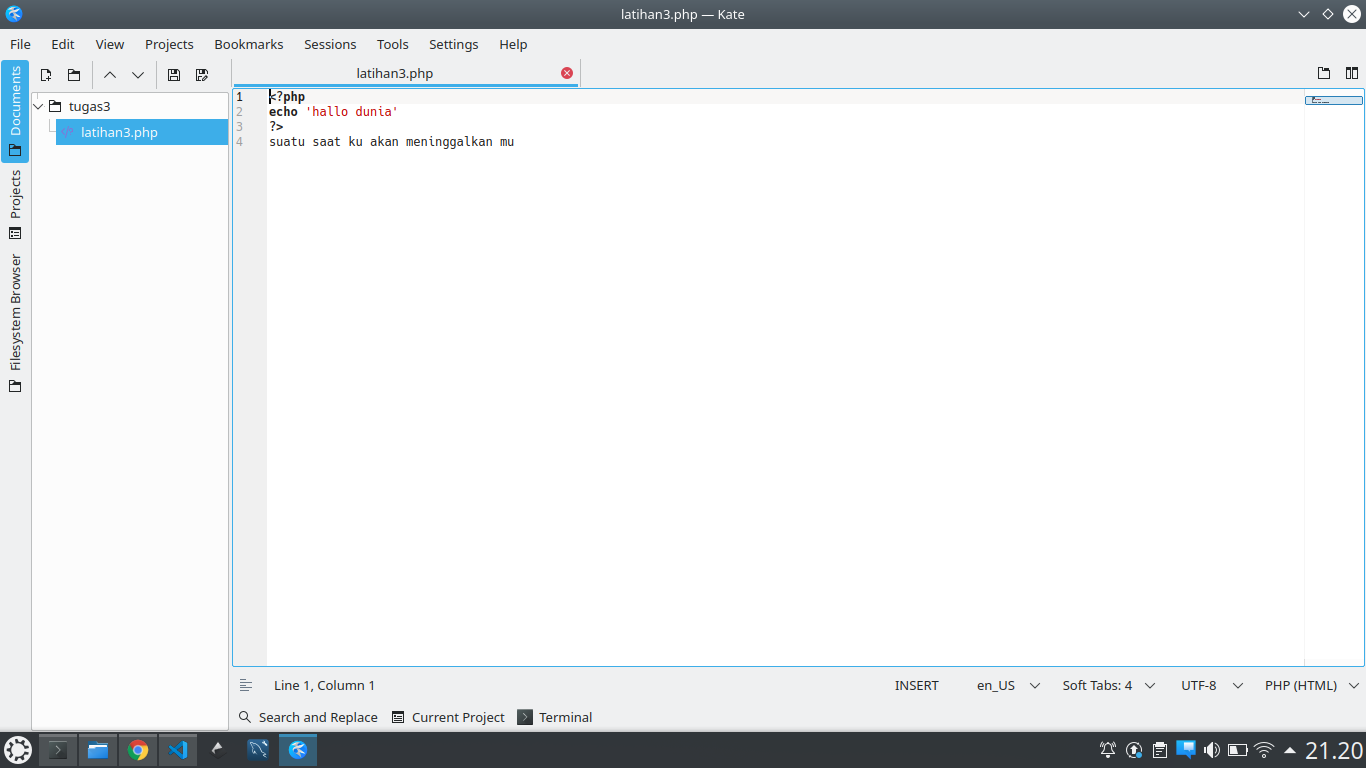 latihan3.php — Kate
File Edit View Projects Bookmarks Sessions Tools Settings Help
Documents
Projects
Filesystem Browser
tugas3
latihan3.php
latihan3.php
1 <?php
2 echo 'hallo dunia'
3 ?>
4 suatu saat ku akan meninggalkan mu
Line 1, Column 1 INSERT en_US Soft Tabs: 4 UTF-8 PHP (HTML)
Search and Replace Current Project Terminal
21.20